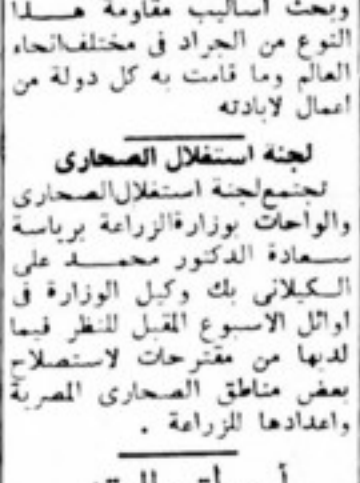 وبحث أساليب مقاومة هذا
النوع من الجراد فى مختلف انحاء
العالم وما قامت به كل دولة من
اعمال لابادته
لجنة استغلال الصحارى
تجتمع لجنة استغلال الصحارى
والواحات بوزارة الزراعة برياسة
سعادة الدكتور محمد على
الكيلانى بك وكيل الوزارة فى
اوائل الاسبوع المقبل للنظر فيما
لديها من مقترحات لاستصلاح
بعض مناطق الصحارى المصرية
واعدادها للزراعة .